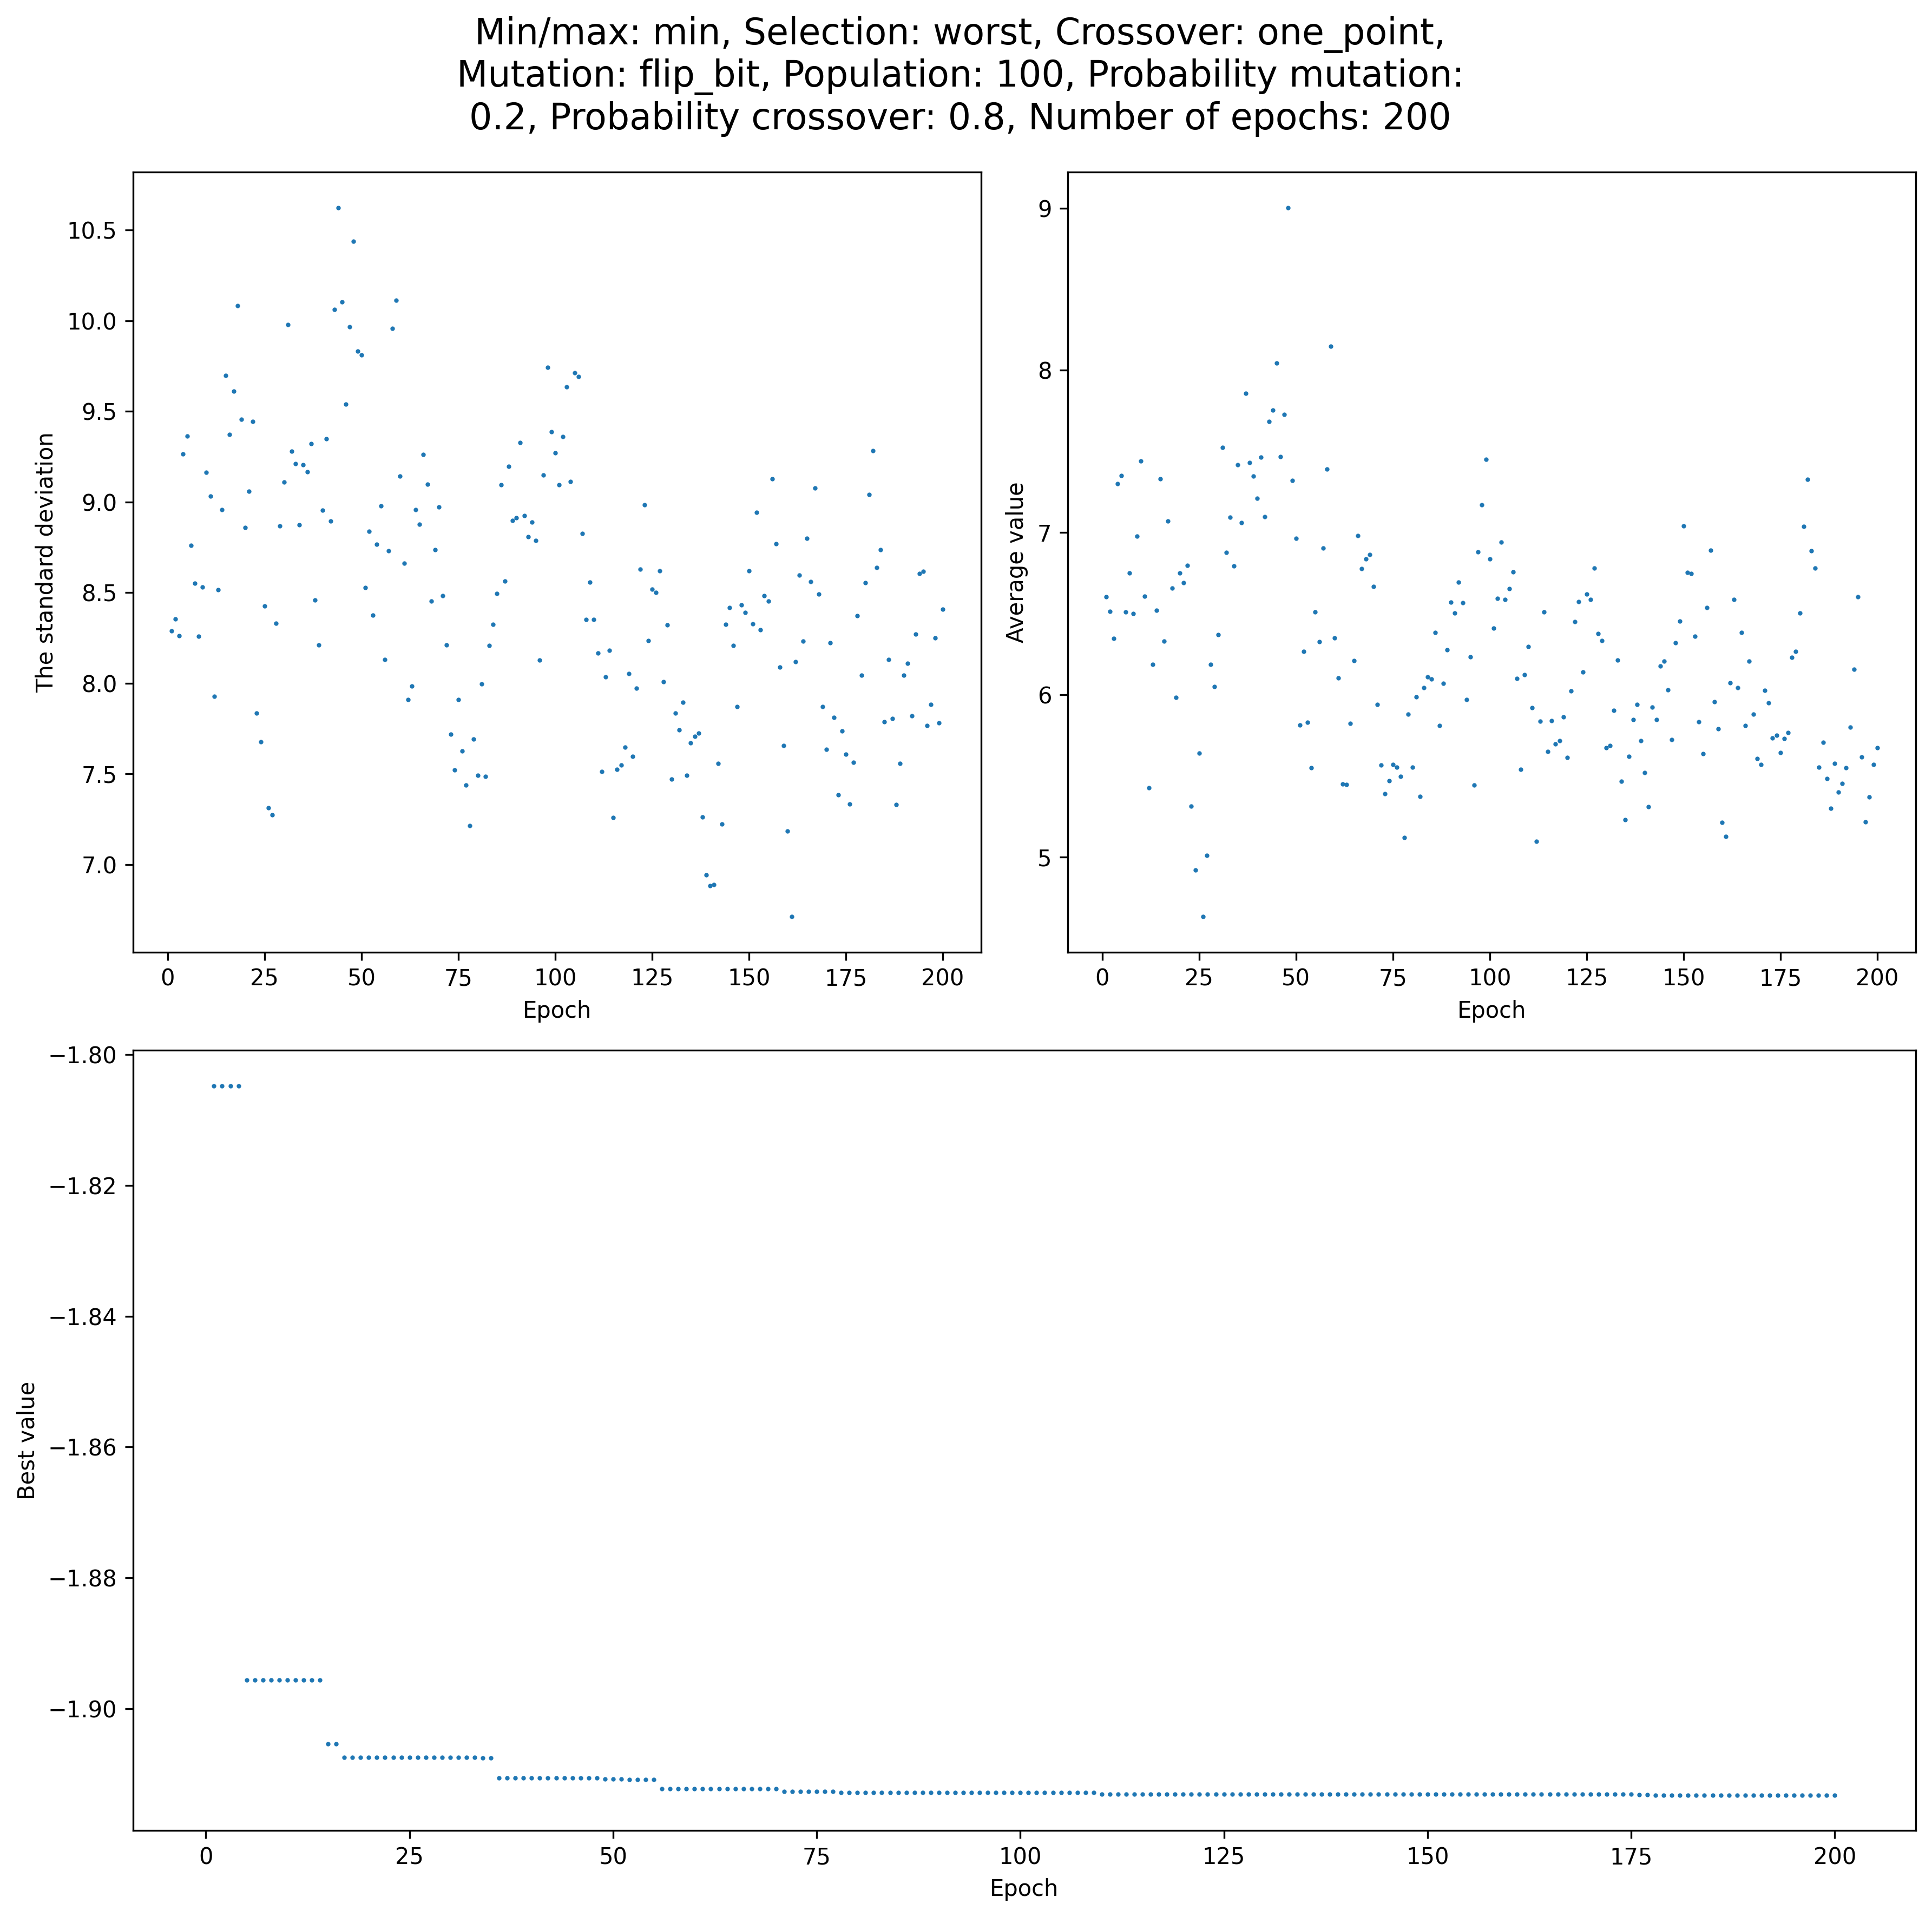 Min/max: min, Selection: worst, Crossover: one_point,
Mutation: flip_bit, Population: 100, Probability mutation:
0.2, Probability crossover: 0.8, Number of epochs: 200
The standard deviation
10.5
10.0
9.5
9.0
8.5
8.0
7.5
7.0
0 25 50 75 100 125 150 175 200
Epoch
Average value
9
8
7
6
5
0 25 50 75 100 125 150 175 200
Epoch
Best value
−1.80
−1.82
−1.84
−1.86
−1.88
−1.90
0 25 50 75 100 125 150 175 200
Epoch